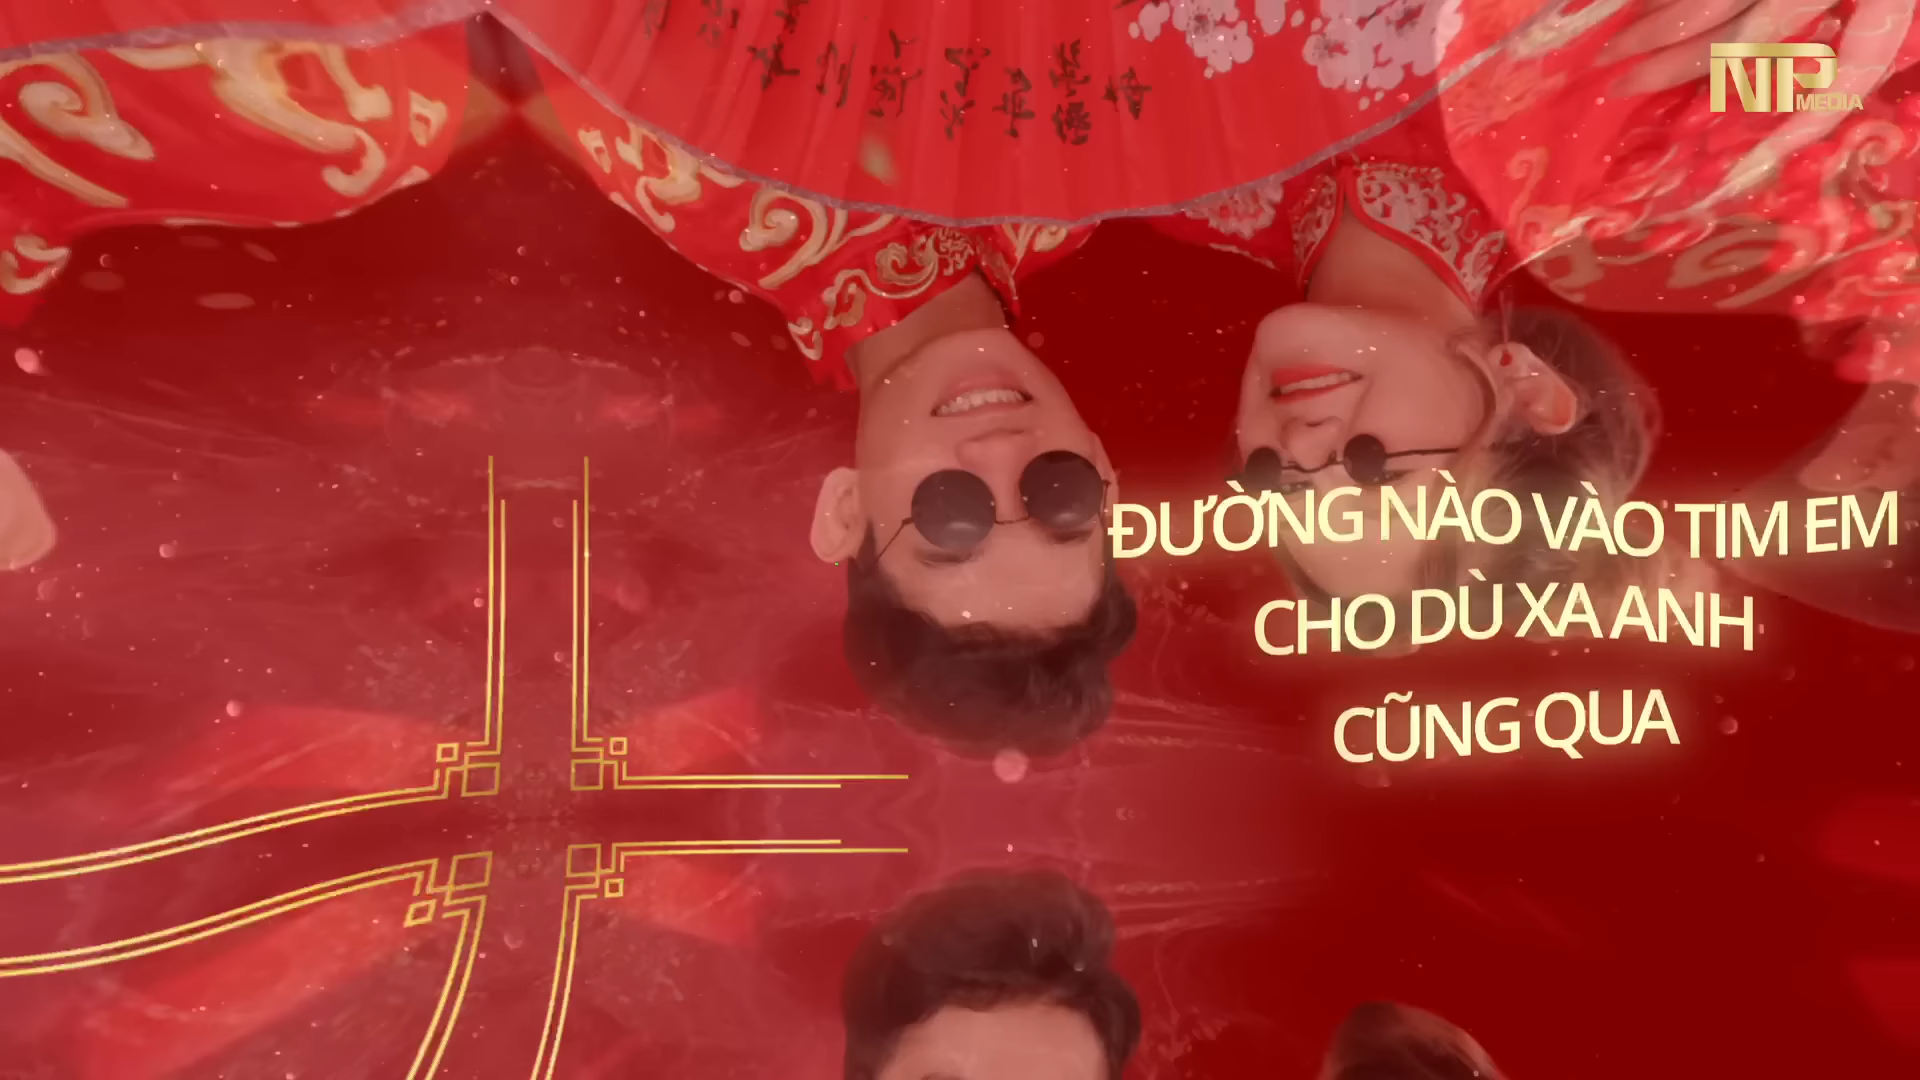 NP
MEDIA
ĐƯỜNG NÀO VÀO TIM EM
CHO DÙ XA ANH
CŨNG QUA